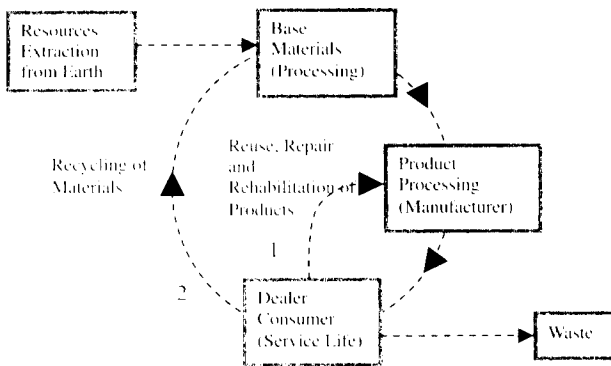 Resources
Extraction
from Earth
Base
Materials
(Processing)
Recycling of
Materials
Reuse, Repair
and
Rehabilitation of
Products
Product
Processing
(Manufacturer)
1
2
Dealer
Consumer
(Service Life)
Waste